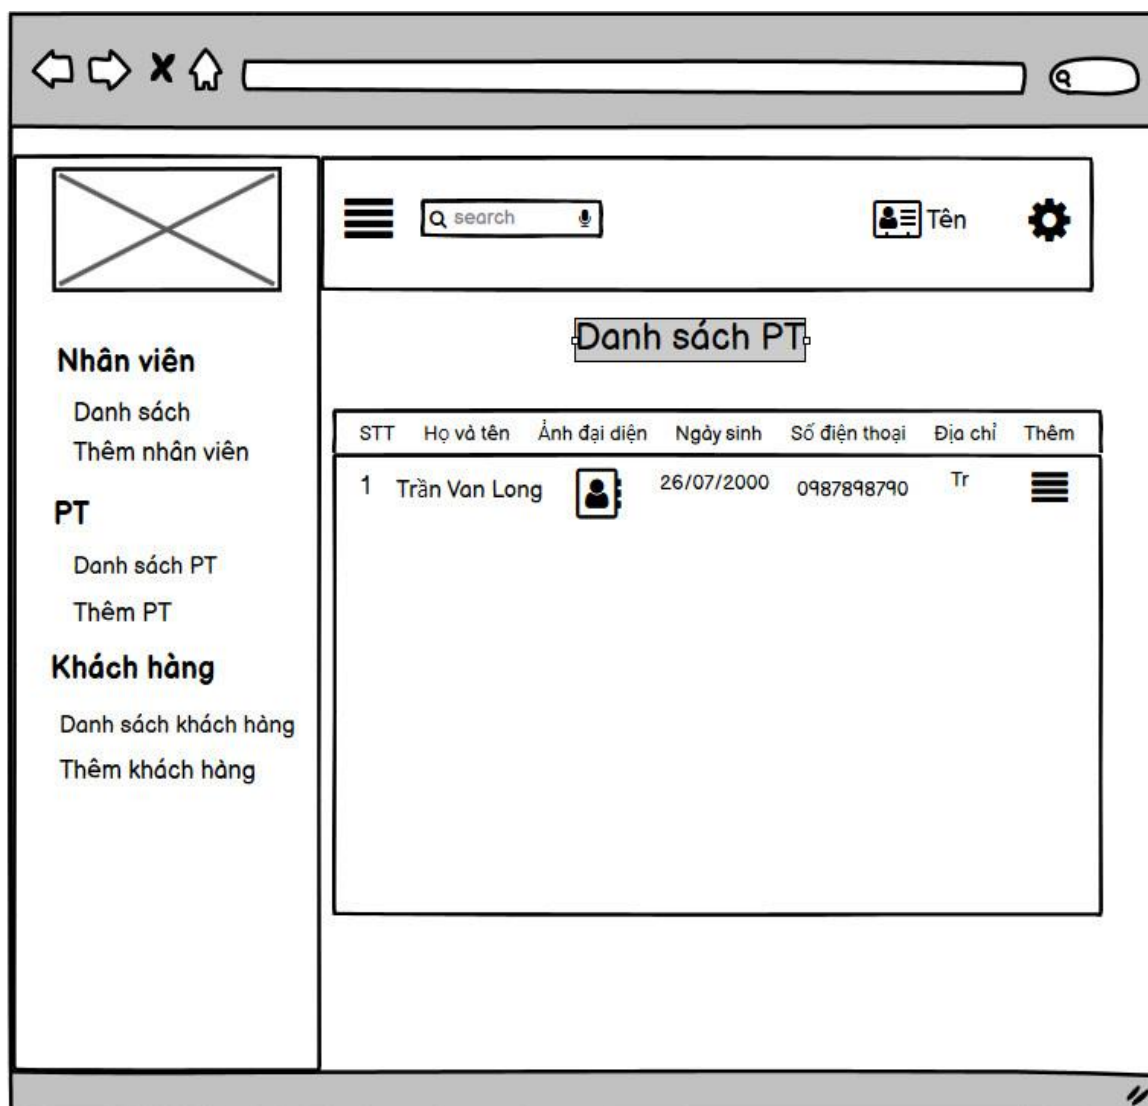 search
Tên
Nhân viên
Danh sách
Thêm nhân viên
PT
Danh sách PT
Thêm PT
Khách hàng
Danh sách khách hàng
Thêm khách hàng
Danh sách PT
STT Họ và tên Ảnh đại diện Ngày sinh Số điện thoại Địa chỉ Thêm
1 Trần Van Long 26/07/2000 0987898790 Tr